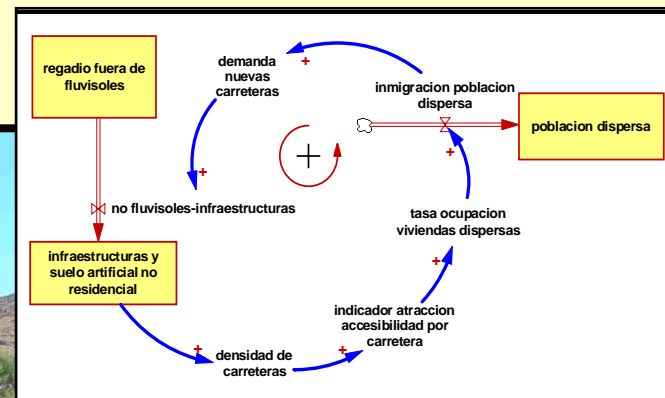 regadio fuera de
fluvisoles
demanda
nuevas
carreteras
+
inmigracion poblacion
dispersa
poblacion dispersa
+
+
no fluvisoles-infraestructuras
+
tasa ocupacion
viviendas dispersas
+
infraestructuras y
suelo artificial no
residencial
indicador atraccion
accesibilidad por
carretera
+
+
densidad de
carreteras